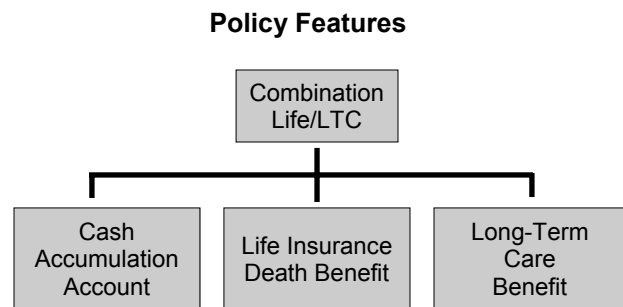 Policy Features
Combination
Life/LTC
Cash
Accumulation
Account
Life Insurance
Death Benefit
Long-Term
Care
Benefit